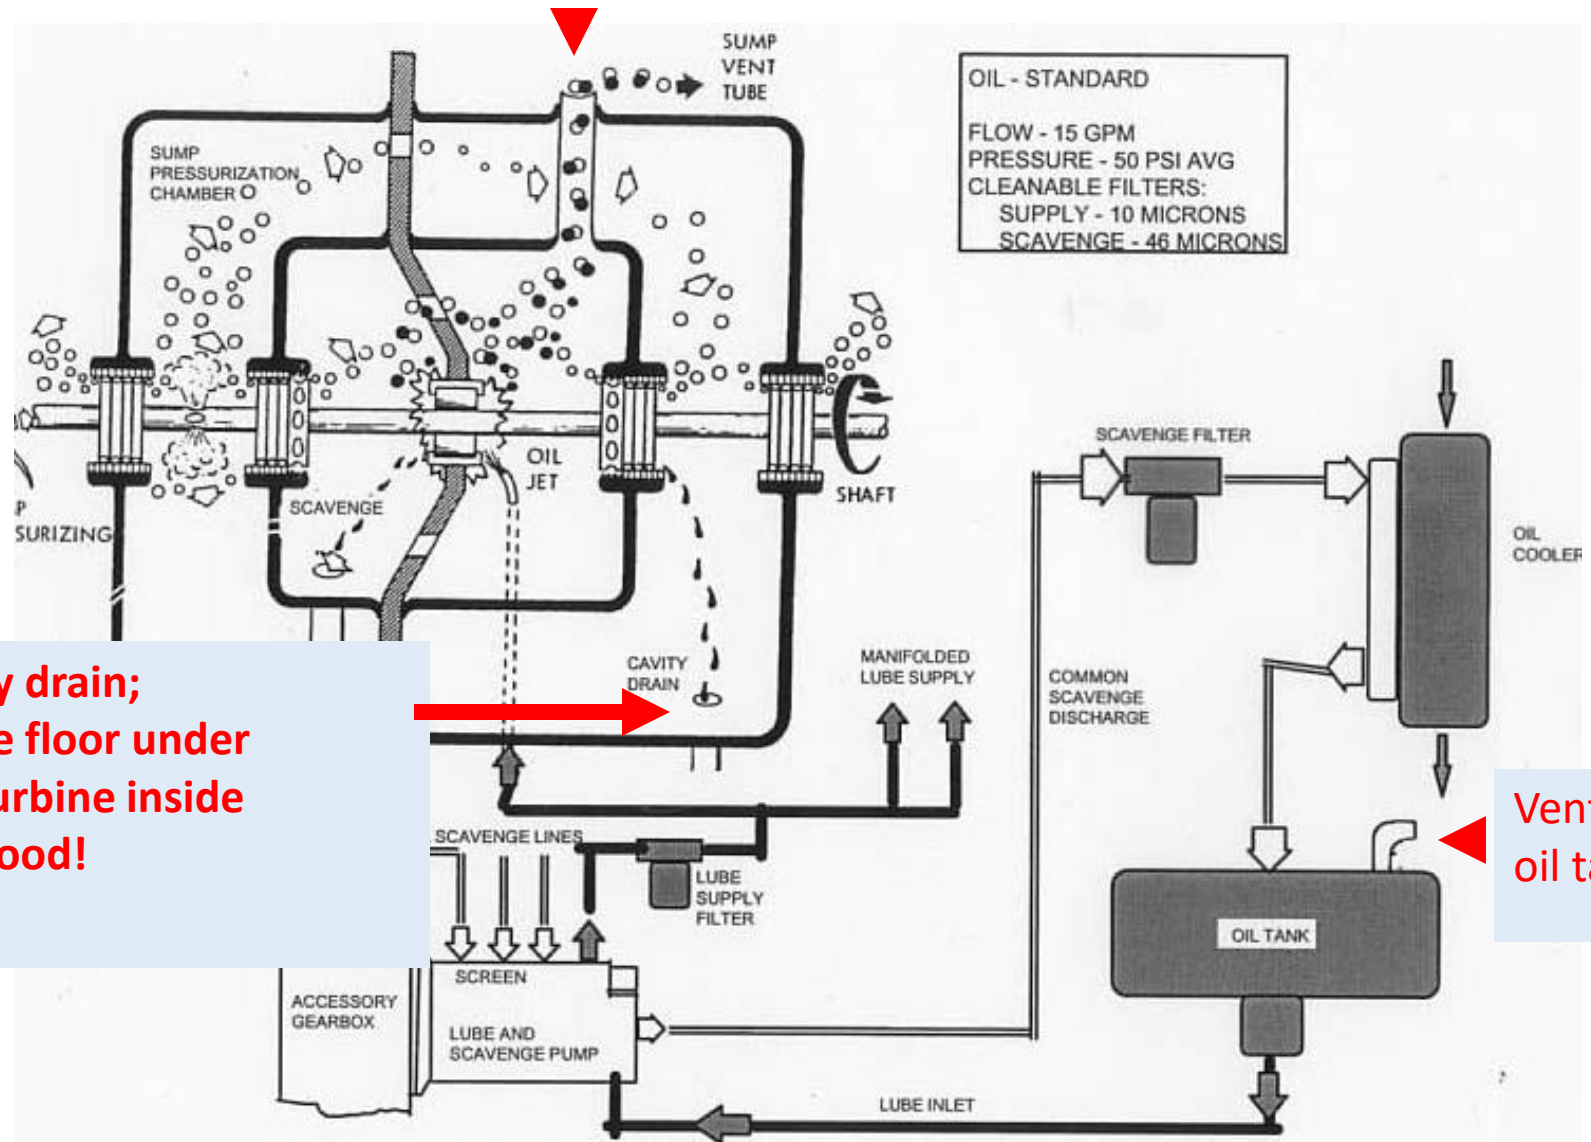 SUMP
VENT
TUBE
OIL - STANDARD
FLOW - 15 GPM
PRESSURE - 50 PSI AVG
CLEANABLE FILTERS:
SUPPLY - 10 MICRONS
SCAVENGE - 46 MICRONS
SUMP
PRESSURIZATION
CHAMBER
OIL
JET
SCAVENGE
SHAFT
P
SURIZING
SCAVENGE FILTER
OIL
COOLER
CAVITY
DRAIN
MANIFOLDED
LUBE SUPPLY
COMMON
SCAVENGE
DISCHARGE
y drain;
e floor under
urbine inside
ood!
Vent
oil ta
SCAVENGE LINES
LUBE
SUPPLY
FILTER
OIL TANK
SCREEN
ACCESSORY
GEARBOX
LUBE AND
SCAVENGE PUMP
LUBE INLET